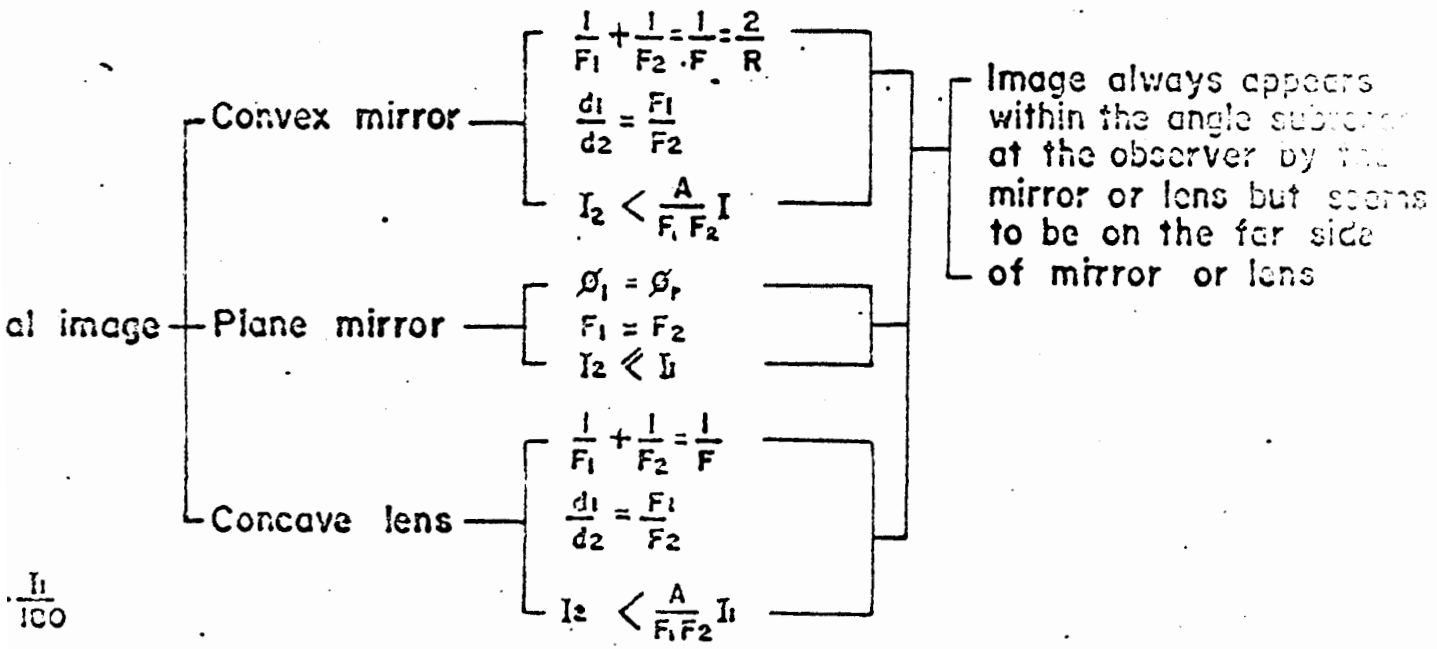 1/F1 + 1/F2 = 1/F = 2/R
Convex mirror
d1/d2 = F1/F2
I2 < A/F1 F2 I
Image always appears
within the angle
at the observer by
mirror or lens but seems
to be on the far side
of mirror or lens
al image
Plane mirror
Øi = Ør
F1 = F2
I2 ≪ I1
1/F1 + 1/F2 = 1/F
Concave lens
d1/d2 = F1/F2
I2 < A/F1F2 I1
I1/100